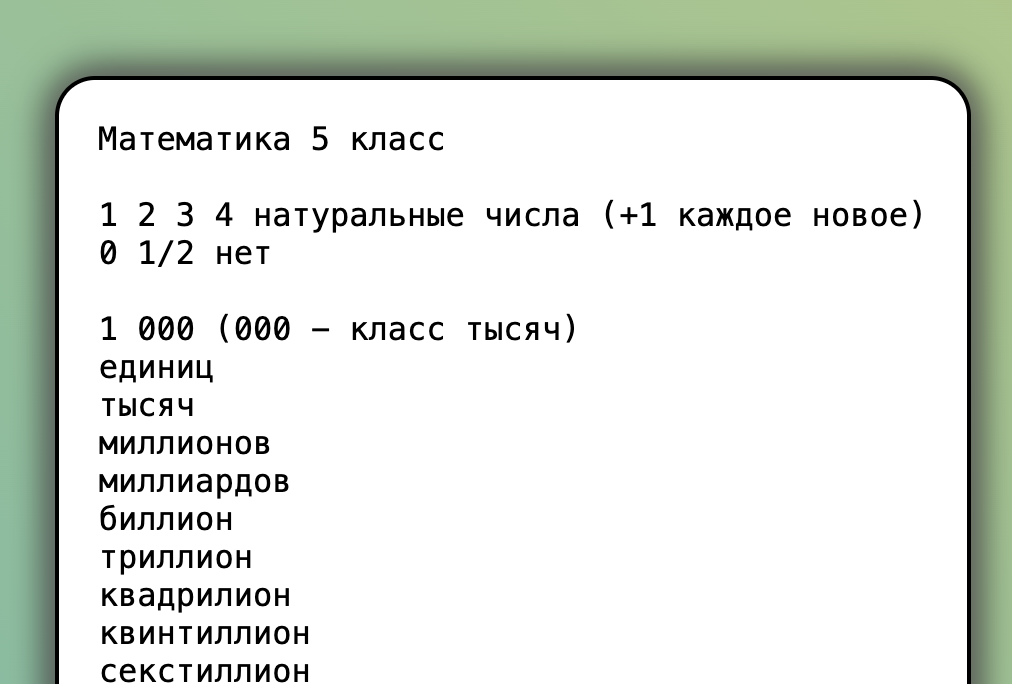 Математика 5 класс
1 2 3 4 натуральные числа (+1 каждое новое)
0 1/2 нет
1 000 (000 – класс тысяч)
единиц
тысяч
миллионов
миллиардов
биллион
триллион
квадрилион
квинтиллион
секстиллион